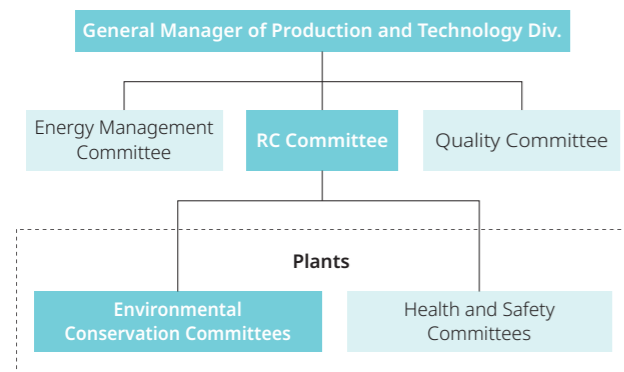 General Manager of Production and Technology Div.
Energy Management
Committee
RC Committee
Quality Committee
Plants
Environmental
Conservation Committees
Health and Safety
Committees